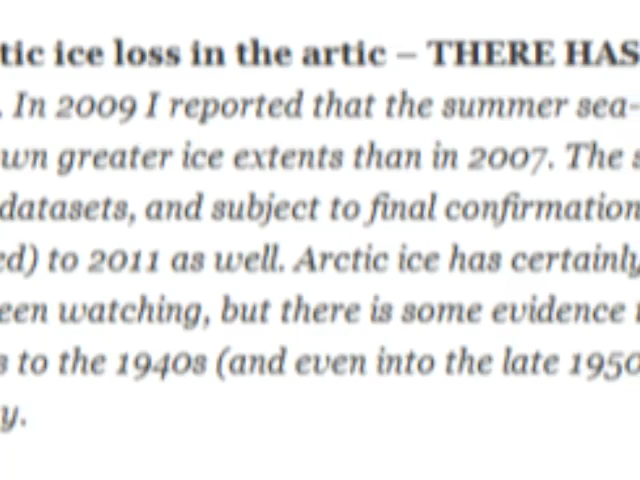 tic ice loss in the artic – THERE HAS
. In 2009 I reported that the summer sea-
wn greater ice extents than in 2007. The s
datasets, and subject to final confirmation
ed) to 2011 as well. Arctic ice has certainly
een watching, but there is some evidence t
s to the 1940s (and even into the late 1950
y.